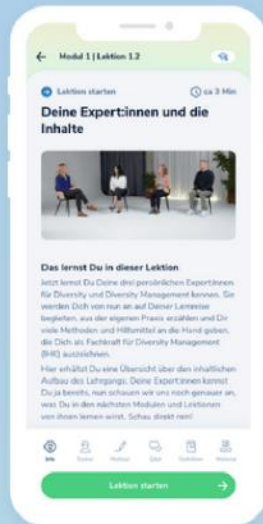 Modul 1 | Lektion 1.2
Lektion starten
ca 3 Min
Deine Expert:innen und die
Inhalte
Das lernst Du in dieser Lektion
Jetzt lernst Du Deine drei persönlichen Expert:innen
für Diversity und Diversity Management kennen. Sie
werden Dich von nun an auf Deiner Lernreise
begleiten, aus der eigenen Praxis erzählen und Dir
viele Methoden und Hilfsmittel an die Hand geben,
die Dich als Fachkraft für Diversity Management
(IHK) auszeichnen.
Hier erhältst Du eine Übersicht über den inhaltlichen
Aufbau des Lehrgangs. Deine Expert:innen kennst
Du ja bereits, nun schauen wir uns noch genauer an,
was Du in den nächsten Modulen und Lektionen
von ihnen lernen wirst. Schau direkt rein!
Info
Lektion starten